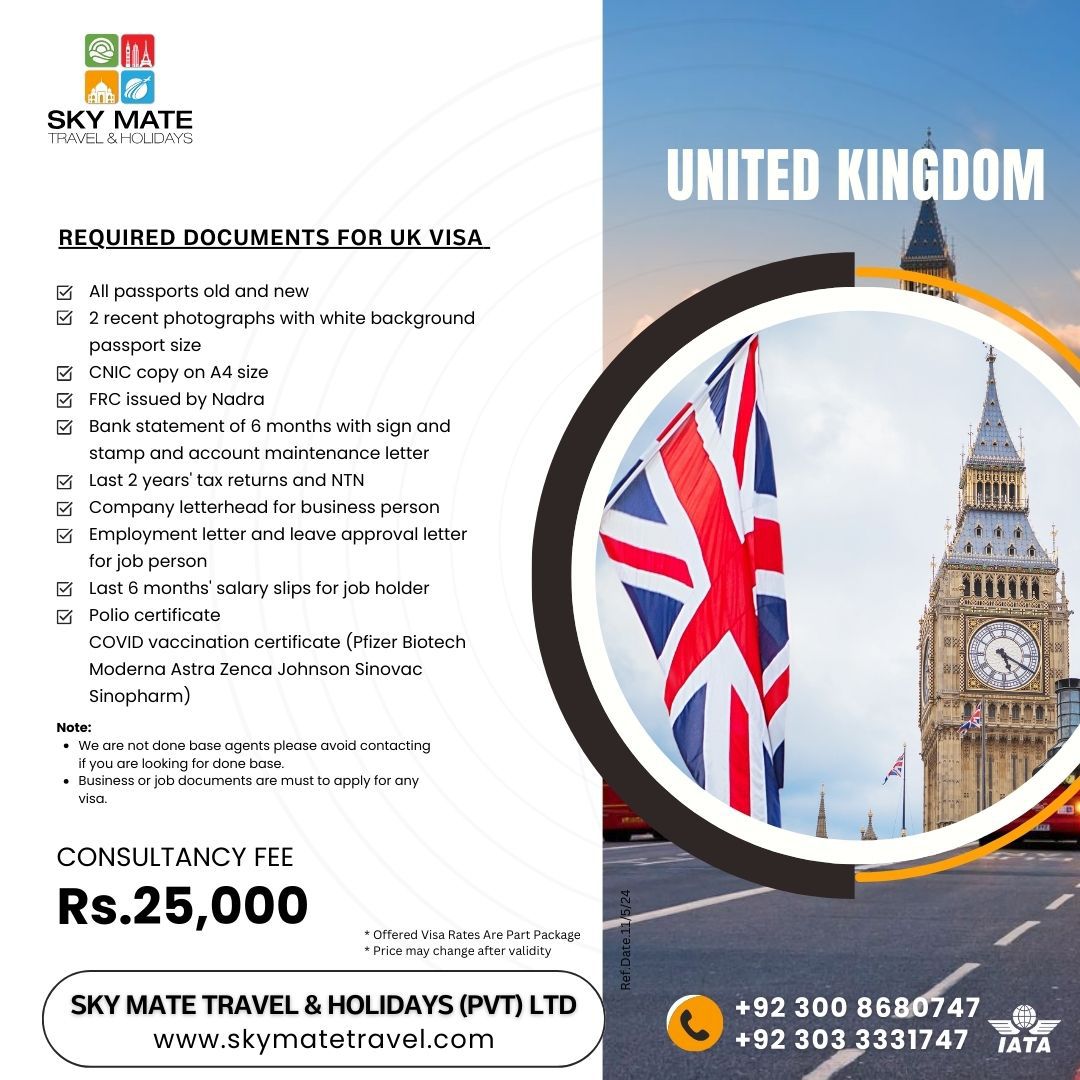 SKY MATE
TRAVEL & HOLIDAYS
UNITED KINGDOM
REQUIRED DOCUMENTS FOR UK VISA
All passports old and new
2 recent photographs with white background
passport size
CNIC copy on A4 size
FRC issued by Nadra
Bank statement of 6 months with sign and
stamp and account maintenance letter
Last 2 years' tax returns and NTN
Company letterhead for business person
Employment letter and leave approval letter
for job person
Last 6 months' salary slips for job holder
Polio certificate
COVID vaccination certificate (Pfizer Biotech
Moderna Astra Zenca Johnson Sinovac
Sinopharm)
Note:
We are not done base agents please avoid contacting
if you are looking for done base.
Business or job documents are must to apply for any
visa.
CONSULTANCY FEE
Rs.25,000
* Offered Visa Rates Are Part Package
* Price may change after validity
Ref.Date.11/5/24
SKY MATE TRAVEL & HOLIDAYS (PVT) LTD
www.skymatetravel.com
+92 300 8680747
+92 303 3331747
IATA